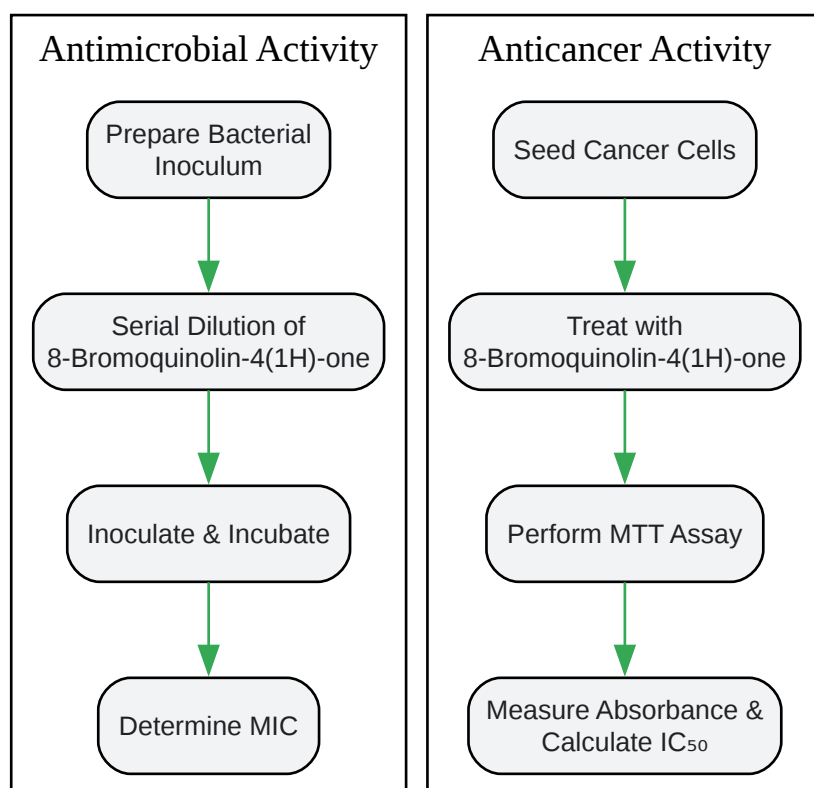 Antimicrobial Activity
Prepare Bacterial
Inoculum
Serial Dilution of
8-Bromoquinolin-4(1H)-one
Inoculate & Incubate
Determine MIC
Anticancer Activity
Seed Cancer Cells
Treat with
8-Bromoquinolin-4(1H)-one
Perform MTT Assay
Measure Absorbance &
Calculate IC₅₀